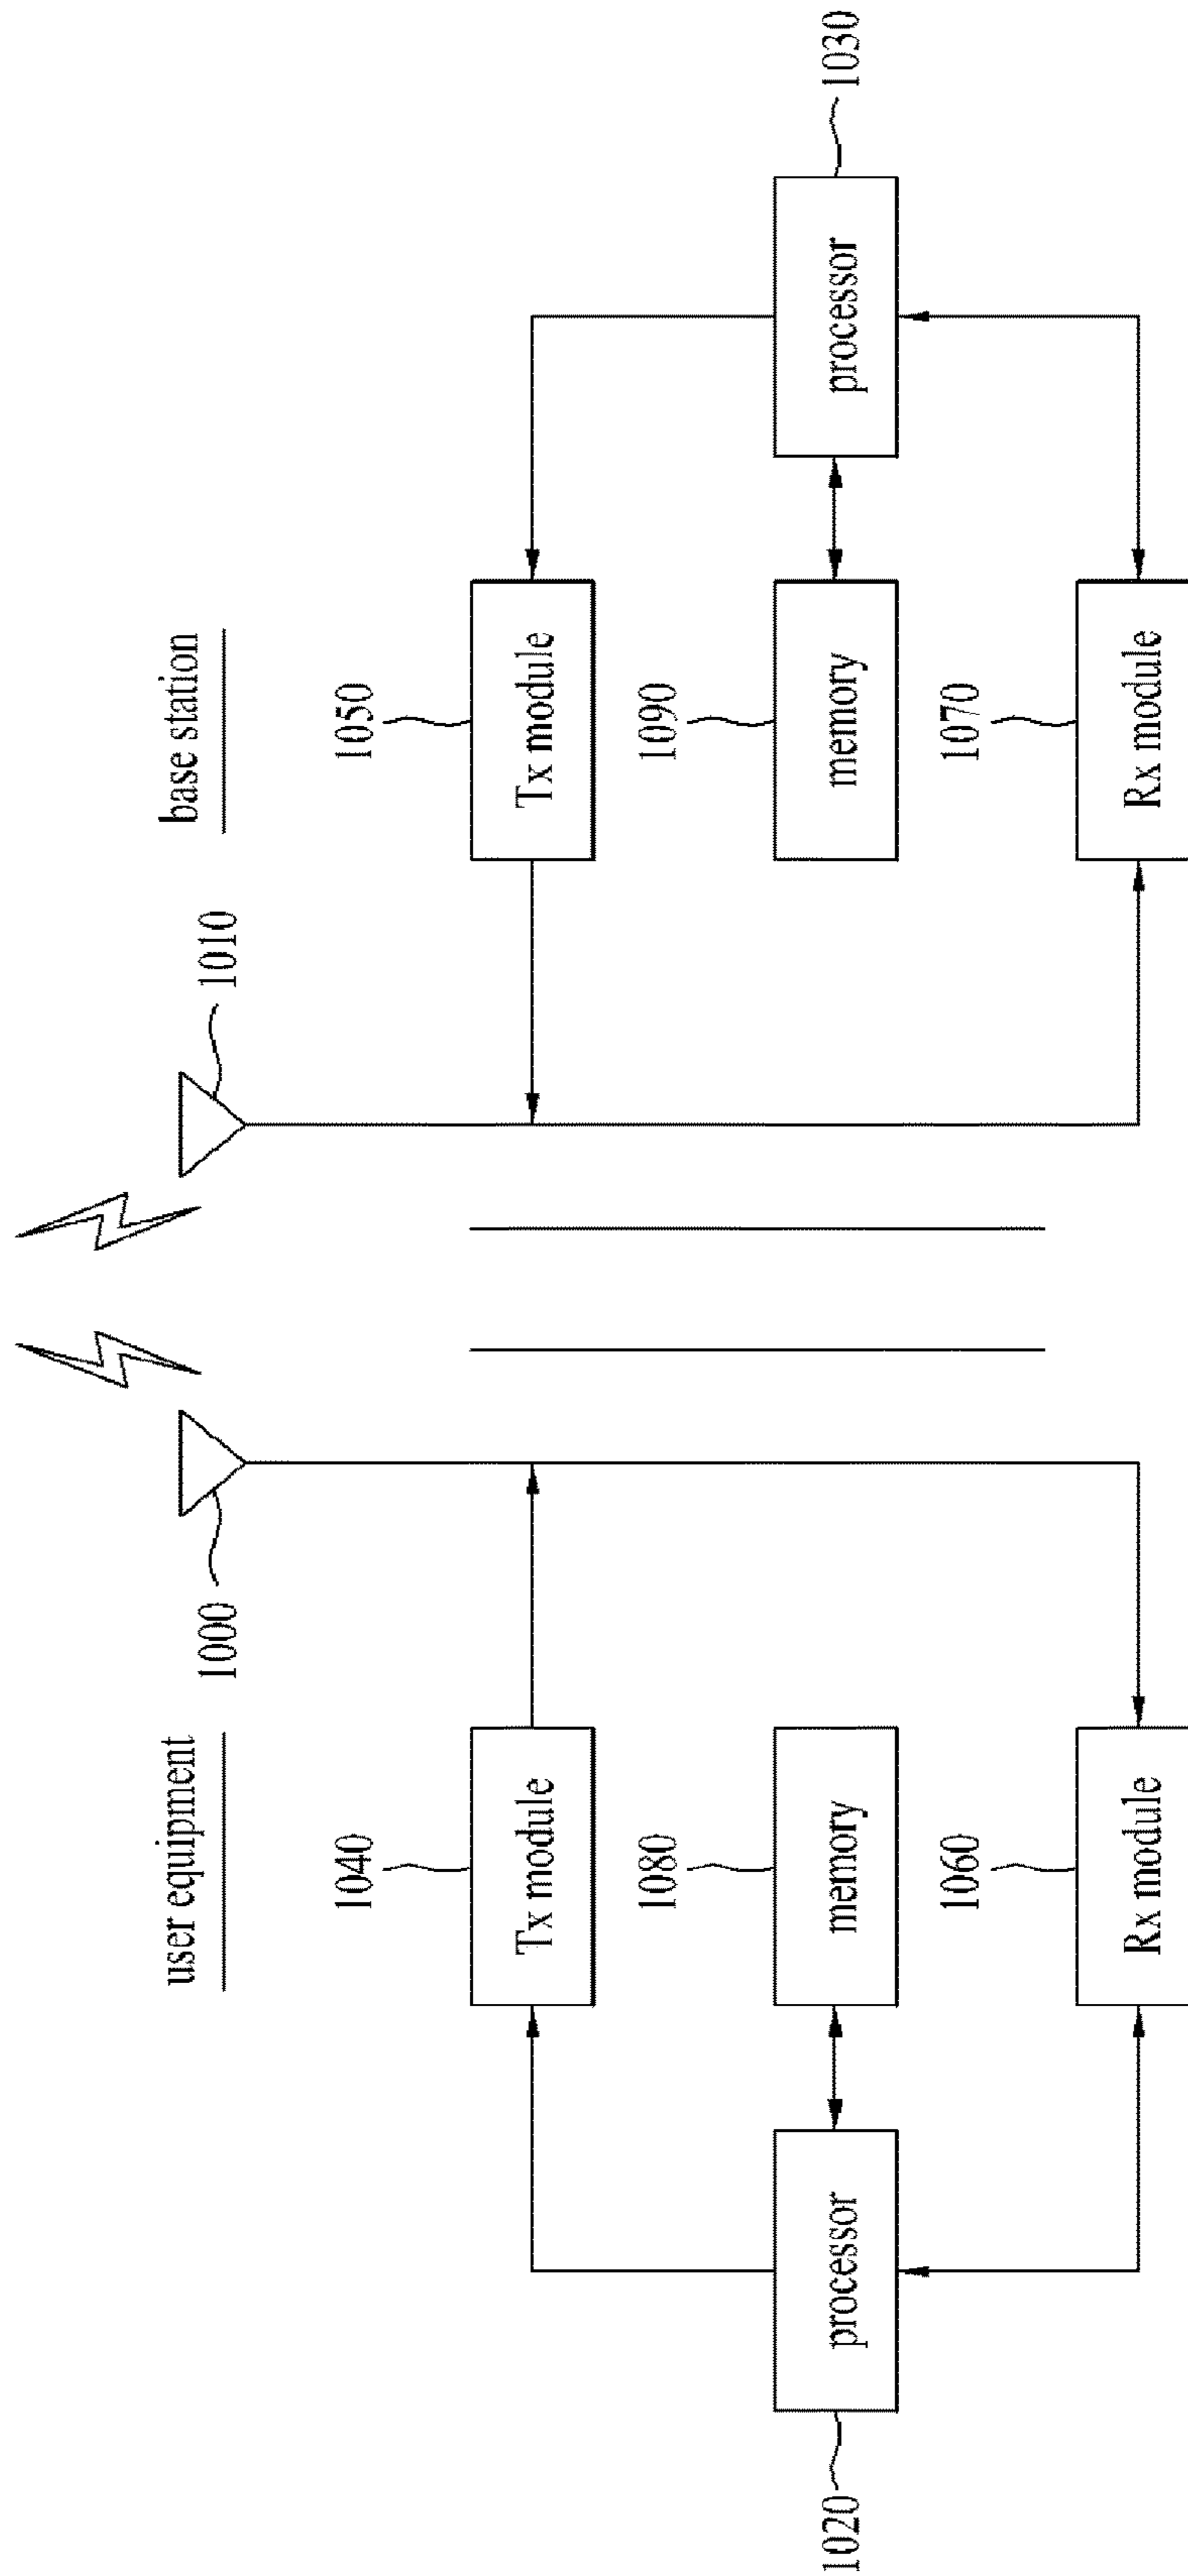 user equipment
base station
1000
1010
1040
Tx module
1050
Tx module
1020
processor
1080
memory
1090
memory
processor
1030
1060
Rx module
1070
Rx module